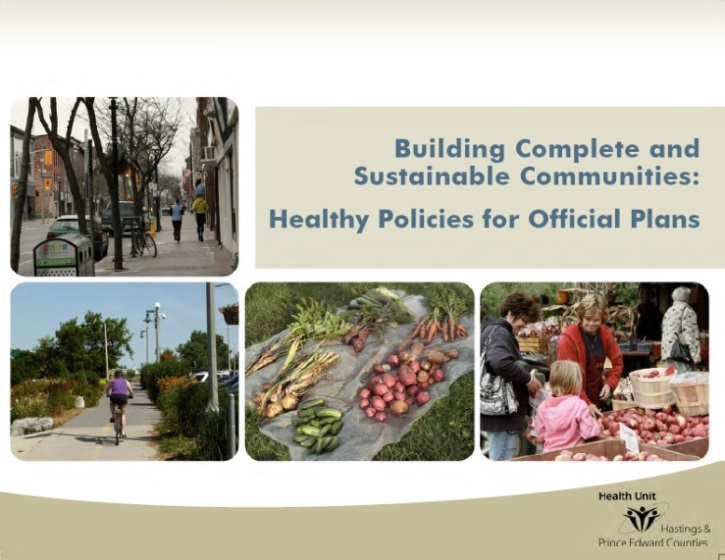 Building Complete and
Sustainable Communities:
Healthy Policies for Official Plans
Health Unit
Hastings &
Prince Edward Counties